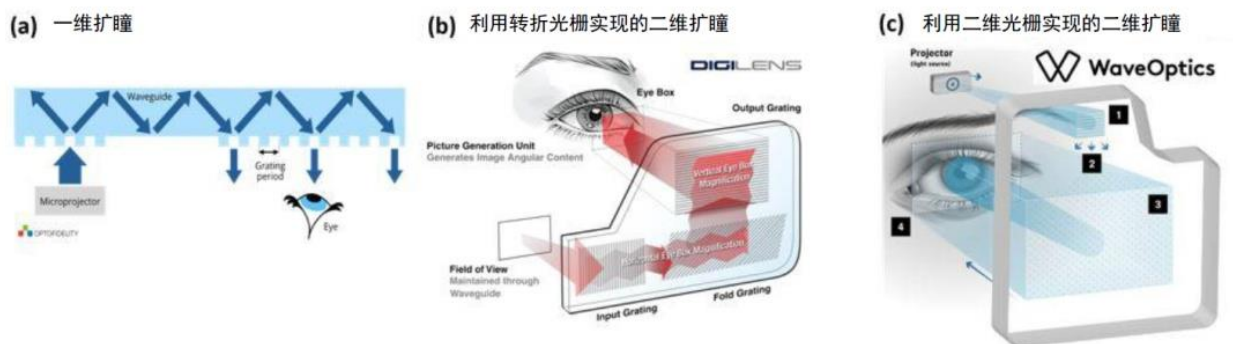 (a) 一维扩瞳
Waveguide
Grating
period
Microprojector
Eye
OPTOFIDELITY
(b) 利用转折光栅实现的二维扩瞳
DIGILENS
Eye Box
Output Grating
Picture Generation Unit
Generates Image Angular Content
Vertical Eye Box
Magnification
Horizontal Eye Box Magnification
Field of View
Maintained through
Waveguide
Input Grating
Fold Grating
(c) 利用二维光栅实现的二维扩瞳
Projector
(light source)
WaveOptics
1
2
3
4